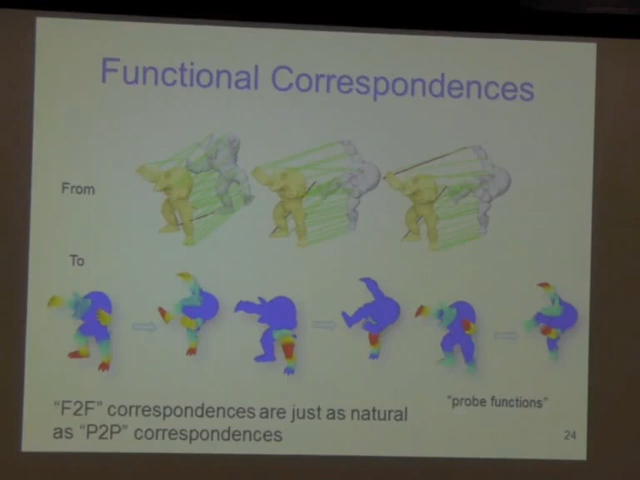 Functional Correspondences
From
To
"probe functions"
"F2F" correspondences are just as natural
as "P2P" correspondences
24